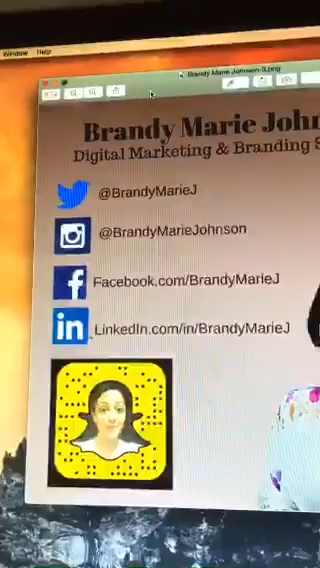 Window Help
Brandy Marie Johnson-3.png
Brandy Marie John
Digital Marketing & Branding S
@BrandyMarieJ
@BrandyMarieJohnson
f Facebook.com/BrandyMarieJ
in LinkedIn.com/in/BrandyMarieJ